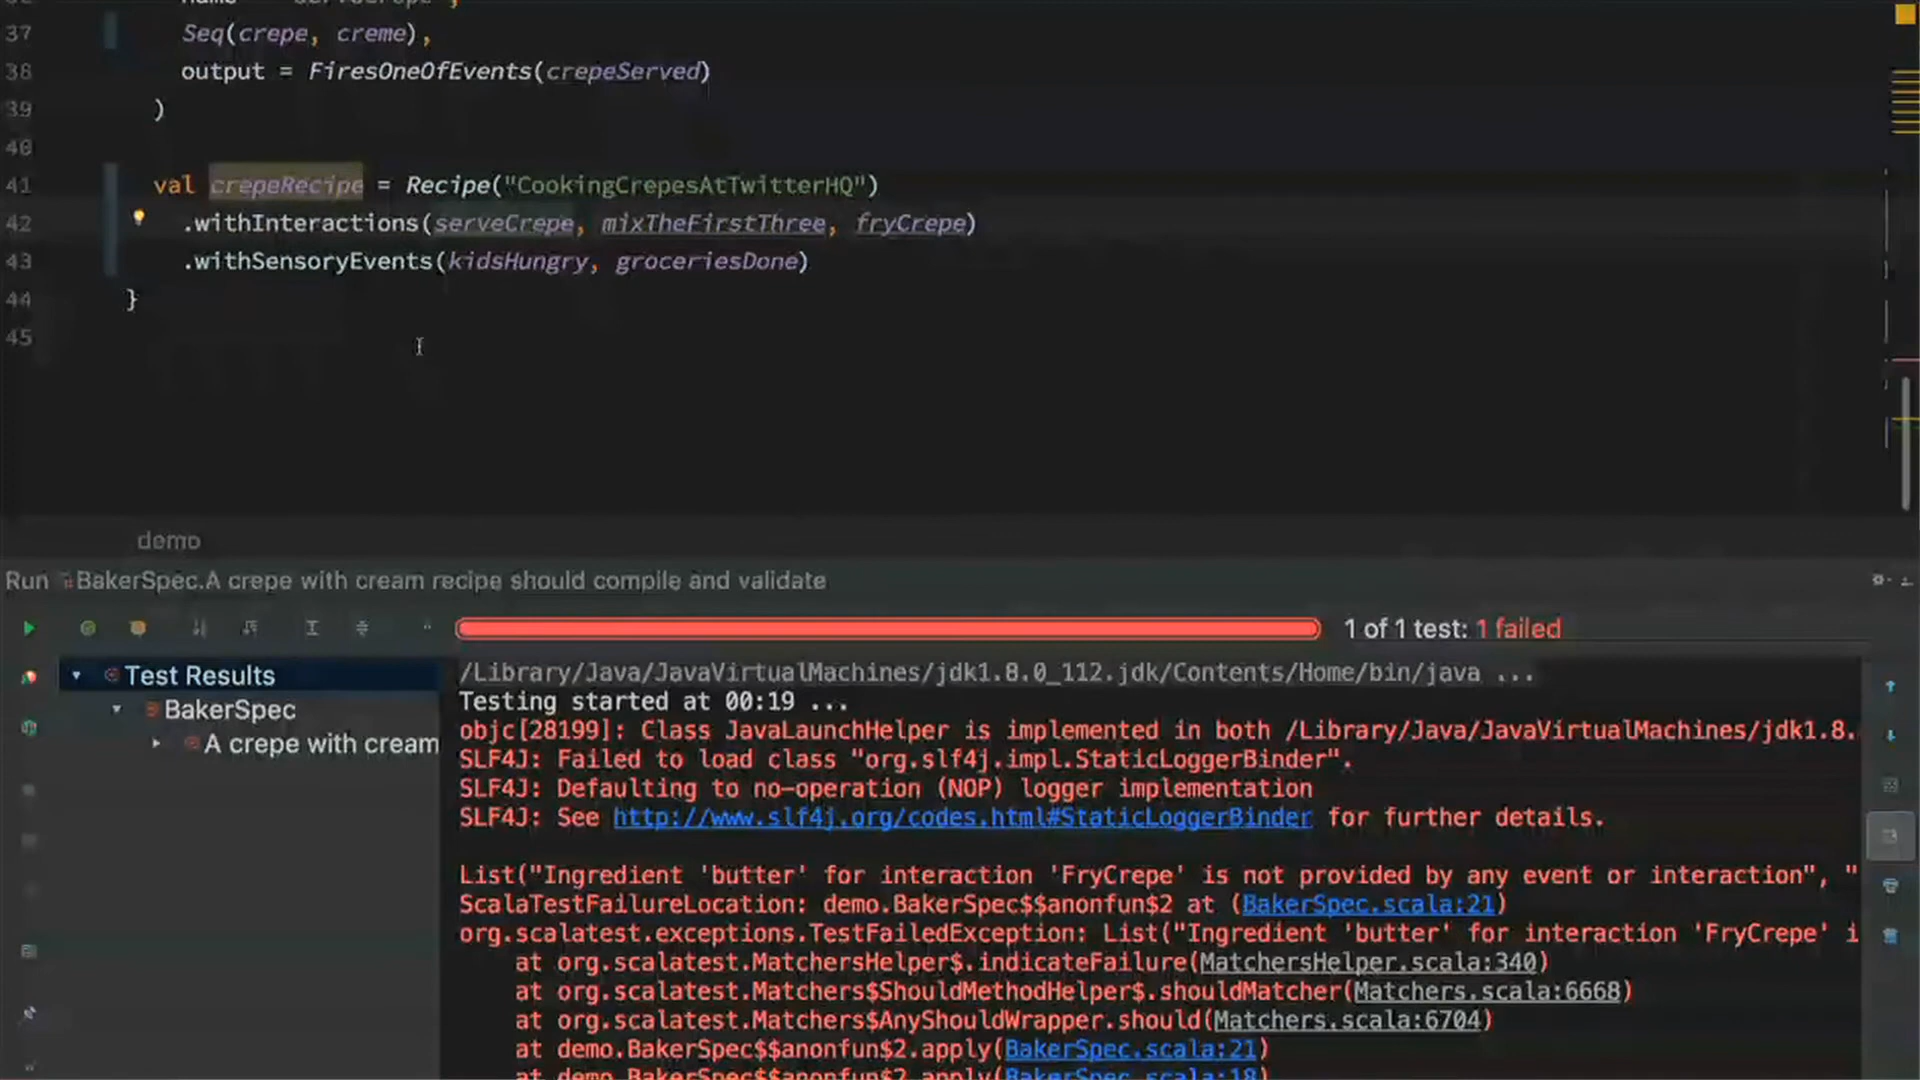 37 Seq(crepe, creme),
38 output = FiresOneOfEvents(crepeServed)
39 )
40
41 val crepeRecipe = Recipe("CookingCrepesAtTwitterHQ")
42 .withInteractions(serveCrepe, mixTheFirstThree, fryCrepe)
43 .withSensoryEvents(kidsHungry, groceriesDone)
44 }
45
demo
Run BakerSpec.A crepe with cream recipe should compile and validate
1 of 1 test: 1 failed
Test Results
BakerSpec
A crepe with cream
/Library/Java/JavaVirtualMachines/jdk1.8.0_112.jdk/Contents/Home/bin/java ...
Testing started at 00:19 ...
objc[28199]: Class JavaLaunchHelper is implemented in both /Library/Java/JavaVirtualMachines/jdk1.8.
SLF4J: Failed to load class "org.slf4j.impl.StaticLoggerBinder".
SLF4J: Defaulting to no-operation (NOP) logger implementation
SLF4J: See http://www.slf4j.org/codes.html#StaticLoggerBinder for further details.
List("Ingredient 'butter' for interaction 'FryCrepe' is not provided by any event or interaction", "
ScalaTestFailureLocation: demo.BakerSpec$$anonfun$2 at (BakerSpec.scala:21)
org.scalatest.exceptions.TestFailedException: List("Ingredient 'butter' for interaction 'FryCrepe' i
at org.scalatest.MatchersHelper$.indicateFailure(MatchersHelper.scala:340)
at org.scalatest.Matchers$ShouldMethodHelper$.shouldMatcher(Matchers.scala:6668)
at org.scalatest.Matchers$AnyShouldWrapper.should(Matchers.scala:6704)
at demo.BakerSpec$$anonfun$2.apply(BakerSpec.scala:21)
at demo.BakerSpec$$anonfun$2.apply(BakerSpec.scala:18)